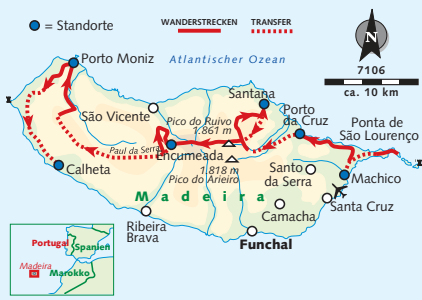 = Standorte
WANDERSTRECKEN
TRANSFER
N
7106
ca. 10 km
Atlantischer Ozean
Porto Moniz
São Vicente
Pico do Ruivo
1.861 m
Santana
Porto
da Cruz
Ponta de
São Lourenço
Paul da Serra
Encumeada
1.818 m
Pico do Arieiro
Santo
da Serra
Machico
Calheta
Madeira
Santa Cruz
Camacha
Ribeira
Brava
Funchal
Portugal
Spanien
Madeira
Marokko